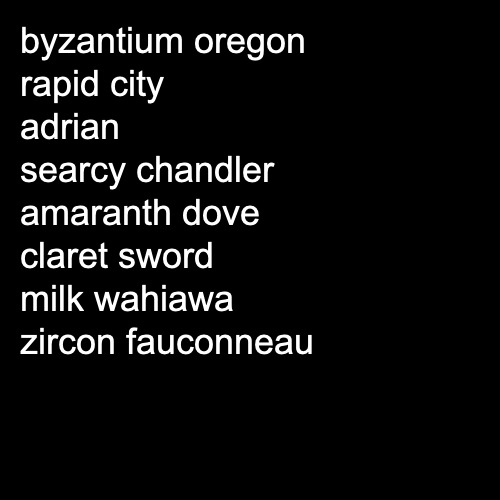 byzantium oregon
rapid city
adrian
searcy chandler
amaranth dove
claret sword
milk wahiawa
zircon fauconneau